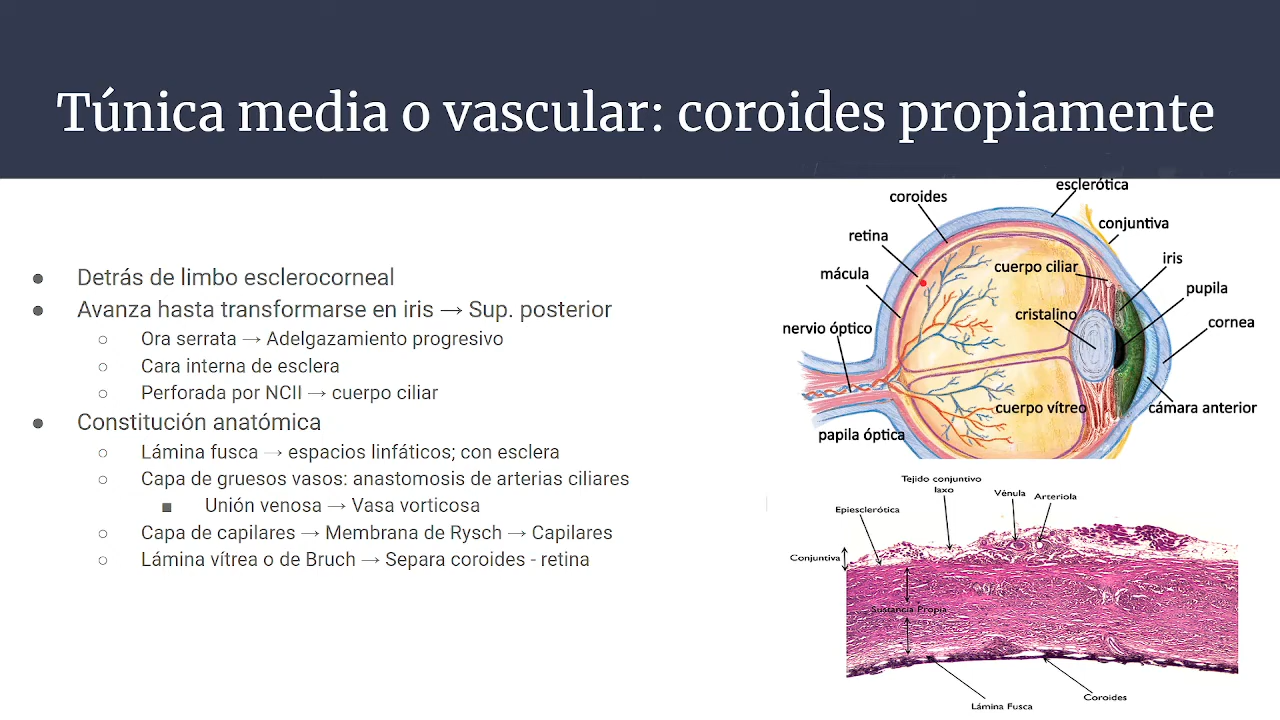 Túnica media o vascular: coroides propiamente
● Detrás de limbo esclerocorneal
● Avanza hasta transformarse en iris → Sup. posterior
○ Ora serrata → Adelgazamiento progresivo
○ Cara interna de esclera
○ Perforada por NCII → cuerpo ciliar
● Constitución anatómica
○ Lámina fusca → espacios linfáticos; con esclera
○ Capa de gruesos vasos: anastomosis de arterias ciliares
■ Unión venosa → Vasa vorticosa
○ Capa de capilares → Membrana de Rysch → Capilares
○ Lámina vítrea o de Bruch → Separa coroides - retina
esclerótica
coroides
conjuntiva
retina
iris
cuerpo ciliar
mácula
pupila
cristalino
cornea
nervio óptico
cuerpo vítreo
cámara anterior
papila óptica
Tejido conjuntivo
laxo
Vénula
Arteriola
Epiesclerótica
Conjuntiva
Sustancia Propia
Coroides
Lámina Fusca